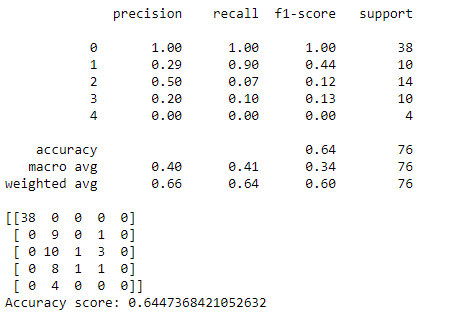 precision recall f1-score support
0 1.00 1.00 1.00 38
1 0.29 0.90 0.44 10
2 0.50 0.07 0.12 14
3 0.20 0.10 0.13 10
4 0.00 0.00 0.00 4
accuracy 0.64 76
macro avg 0.40 0.41 0.34 76
weighted avg 0.66 0.64 0.60 76
[[38 0 0 0 0]
[ 0 9 0 1 0]
[ 0 10 1 3 0]
[ 0 8 1 1 0]
[ 0 4 0 0 0]]
Accuracy score: 0.6447368421052632